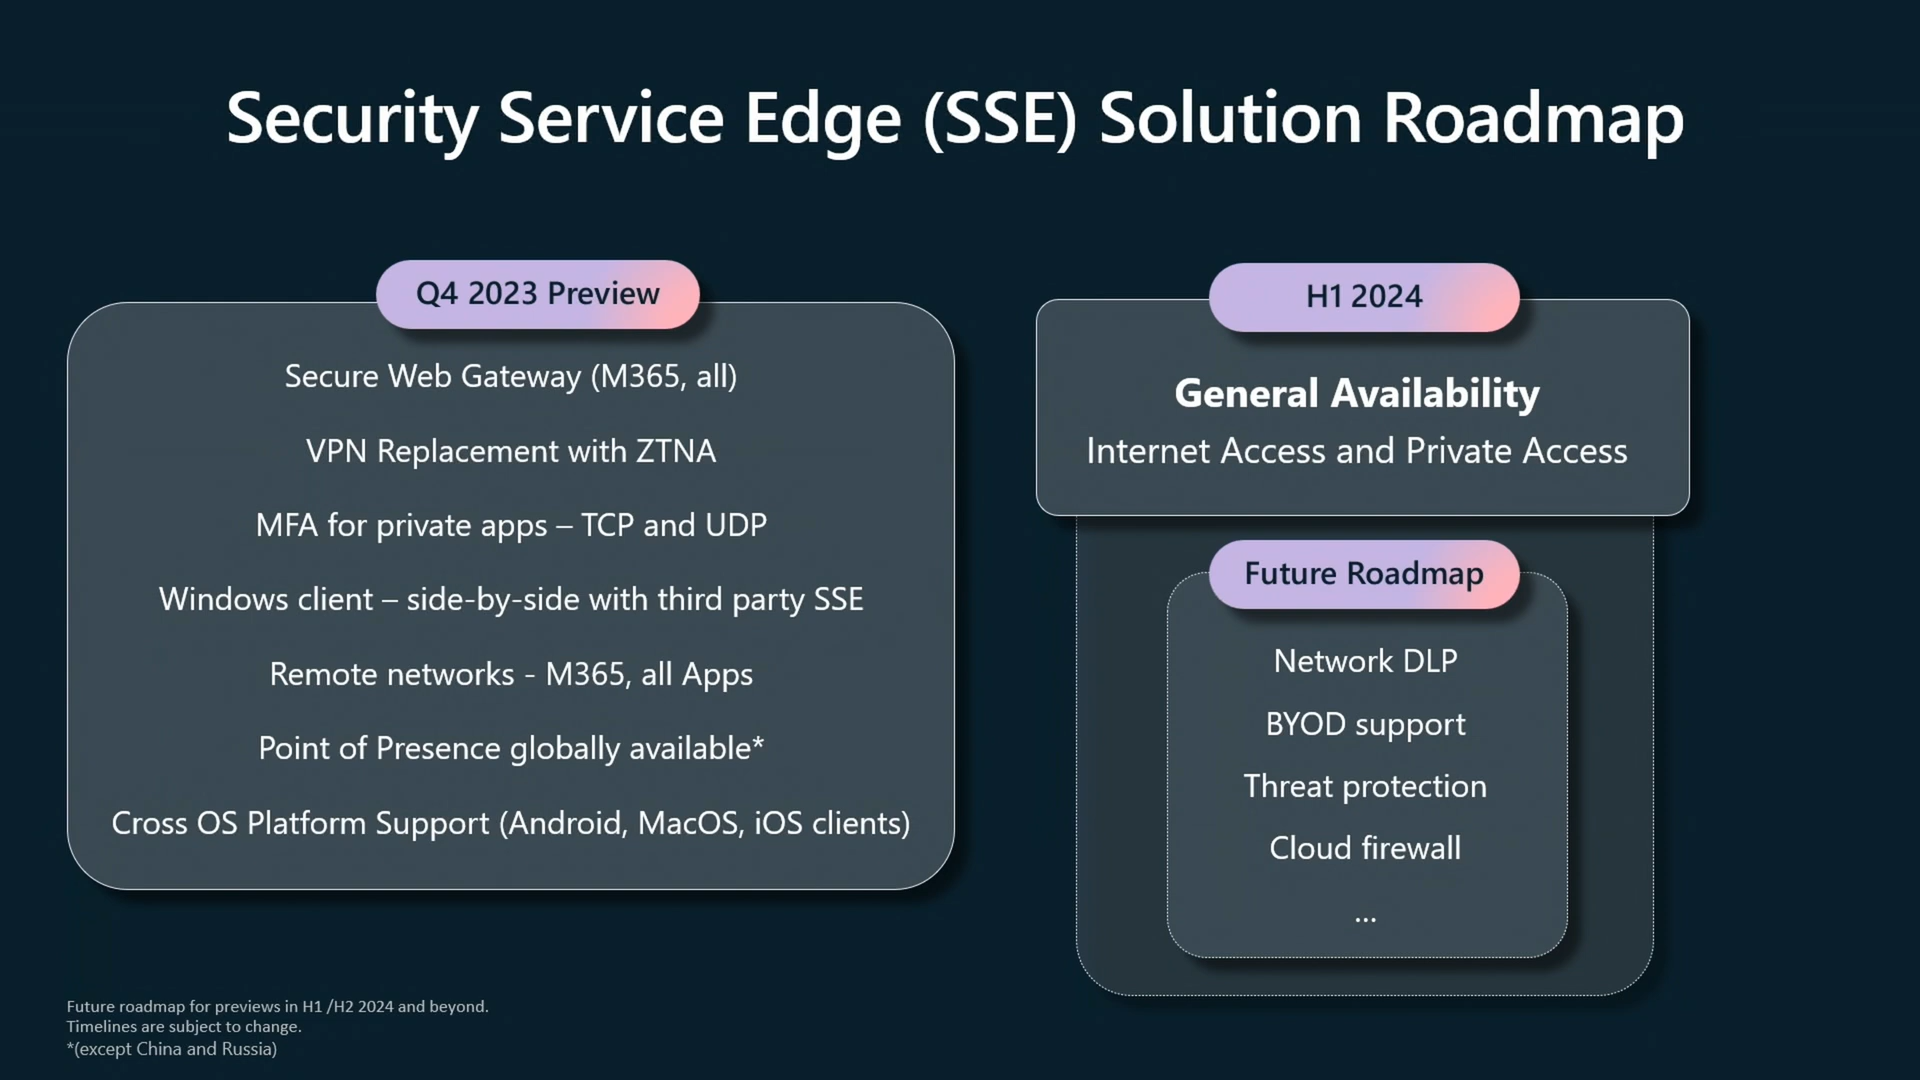 Security Service Edge (SSE) Solution Roadmap
Q4 2023 Preview
Secure Web Gateway (M365, all)
VPN Replacement with ZTNA
MFA for private apps – TCP and UDP
Windows client – side-by-side with third party SSE
Remote networks - M365, all Apps
Point of Presence globally available*
Cross OS Platform Support (Android, MacOS, iOS clients)
H1 2024
General Availability
Internet Access and Private Access
Future Roadmap
Network DLP
BYOD support
Threat protection
Cloud firewall
...
Future roadmap for previews in H1 /H2 2024 and beyond.
Timelines are subject to change.
*(except China and Russia)